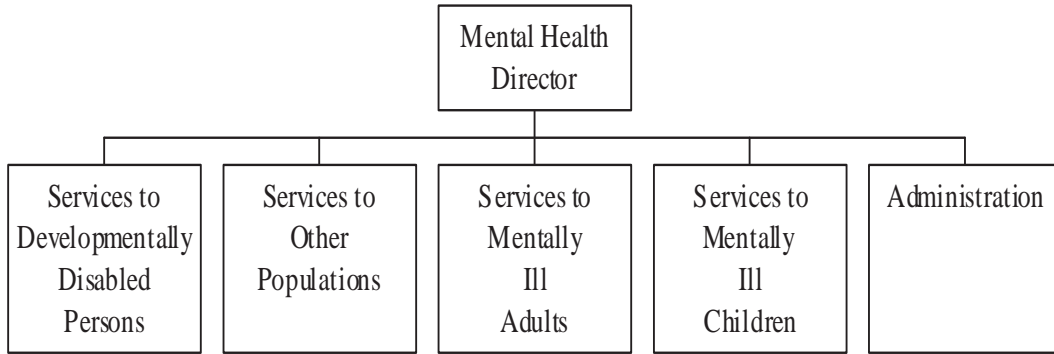 Mental Health
Director
Services to
Developmentally
Disabled
Persons
Services to
Other
Populations
Services to
Mentally
Ill
Adults
Services to
Mentally
Ill
Children
Administration